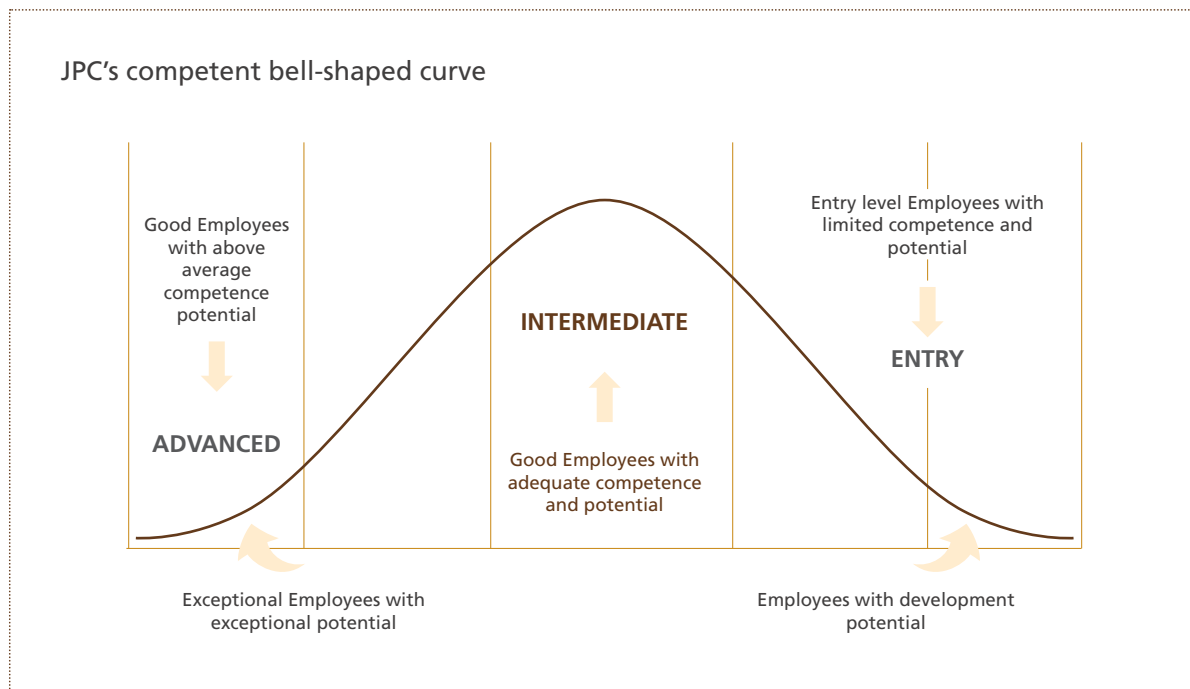 JPC’s competent bell-shaped curve
Good Employees
with above
average
competence
potential
ADVANCED
INTERMEDIATE
Good Employees with
adequate competence
and potential
Entry level Employees with
limited competence and
potential
ENTRY
Exceptional Employees with
exceptional potential
Employees with development
potential